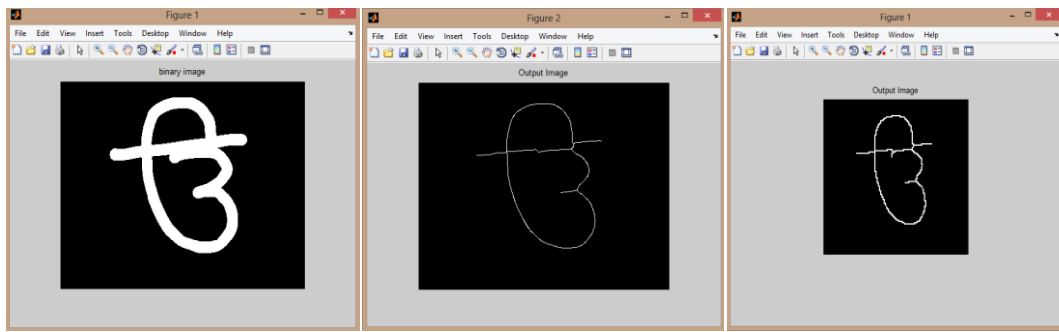 Figure 1
File Edit View Insert Tools Desktop Window Help
binary image
Figure 2
File Edit View Insert Tools Desktop Window Help
Output Image
Figure 1
File Edit View Insert Tools Desktop Window Help
Output Image